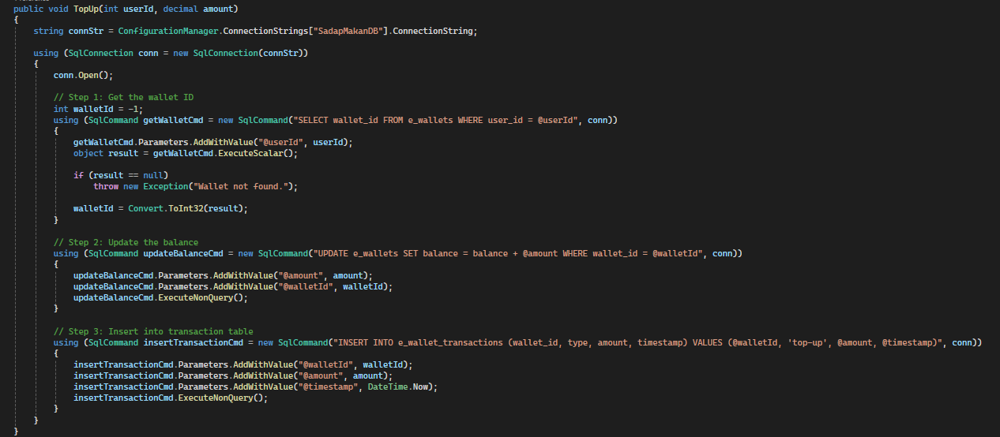 public void TopUp(int userId, decimal amount)
{
string connStr = ConfigurationManager.ConnectionStrings["SadapMakanDB"].ConnectionString;
using (SqlConnection conn = new SqlConnection(connStr))
{
conn.Open();
// Step 1: Get the wallet ID
int walletId = -1;
using (SqlCommand getWalletCmd = new SqlCommand("SELECT wallet_id FROM e_wallets WHERE user_id = @userId", conn))
{
getWalletCmd.Parameters.AddWithValue("@userId", userId);
object result = getWalletCmd.ExecuteScalar();
if (result == null)
throw new Exception("Wallet not found.");
walletId = Convert.ToInt32(result);
}
// Step 2: Update the balance
using (SqlCommand updateBalanceCmd = new SqlCommand("UPDATE e_wallets SET balance = balance + @amount WHERE wallet_id = @walletId", conn))
{
updateBalanceCmd.Parameters.AddWithValue("@amount", amount);
updateBalanceCmd.Parameters.AddWithValue("@walletId", walletId);
updateBalanceCmd.ExecuteNonQuery();
}
// Step 3: Insert into transaction table
using (SqlCommand insertTransactionCmd = new SqlCommand("INSERT INTO e_wallet_transactions (wallet_id, type, amount, timestamp) VALUES (@walletId, 'top-up', @amount, @timestamp)", conn))
{
insertTransactionCmd.Parameters.AddWithValue("@walletId", walletId);
insertTransactionCmd.Parameters.AddWithValue("@amount", amount);
insertTransactionCmd.Parameters.AddWithValue("@timestamp", DateTime.Now);
insertTransactionCmd.ExecuteNonQuery();
}
}
}